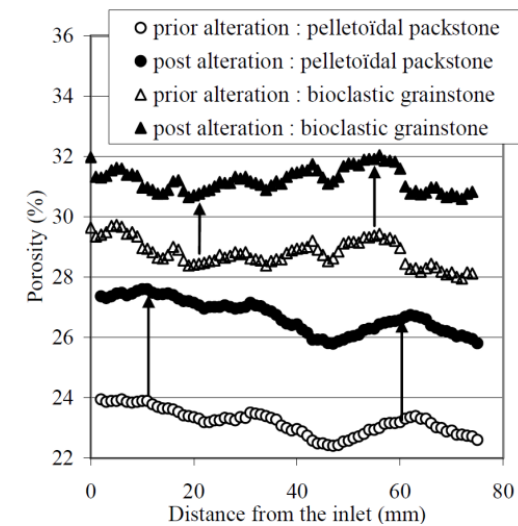 36
prior alteration : pelletoïdal packstone
post alteration : pelletoïdal packstone
prior alteration : bioclastic grainstone
post alteration : bioclastic grainstone
34
32
30
28
26
24
22
Porosity (%)
0 20 40 60 80
Distance from the inlet (mm)